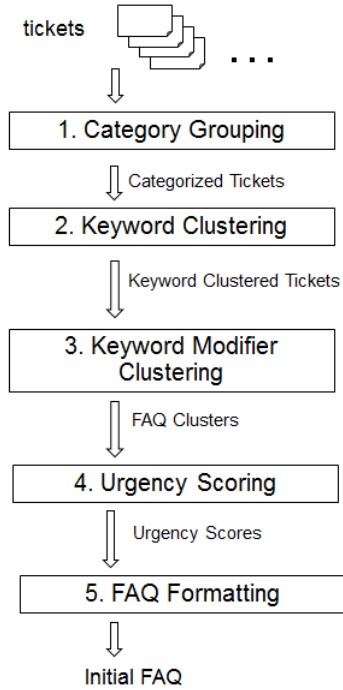 tickets
. . .
1. Category Grouping
Categorized Tickets
2. Keyword Clustering
Keyword Clustered Tickets
3. Keyword Modifier
Clustering
FAQ Clusters
4. Urgency Scoring
Urgency Scores
5. FAQ Formatting
Initial FAQ